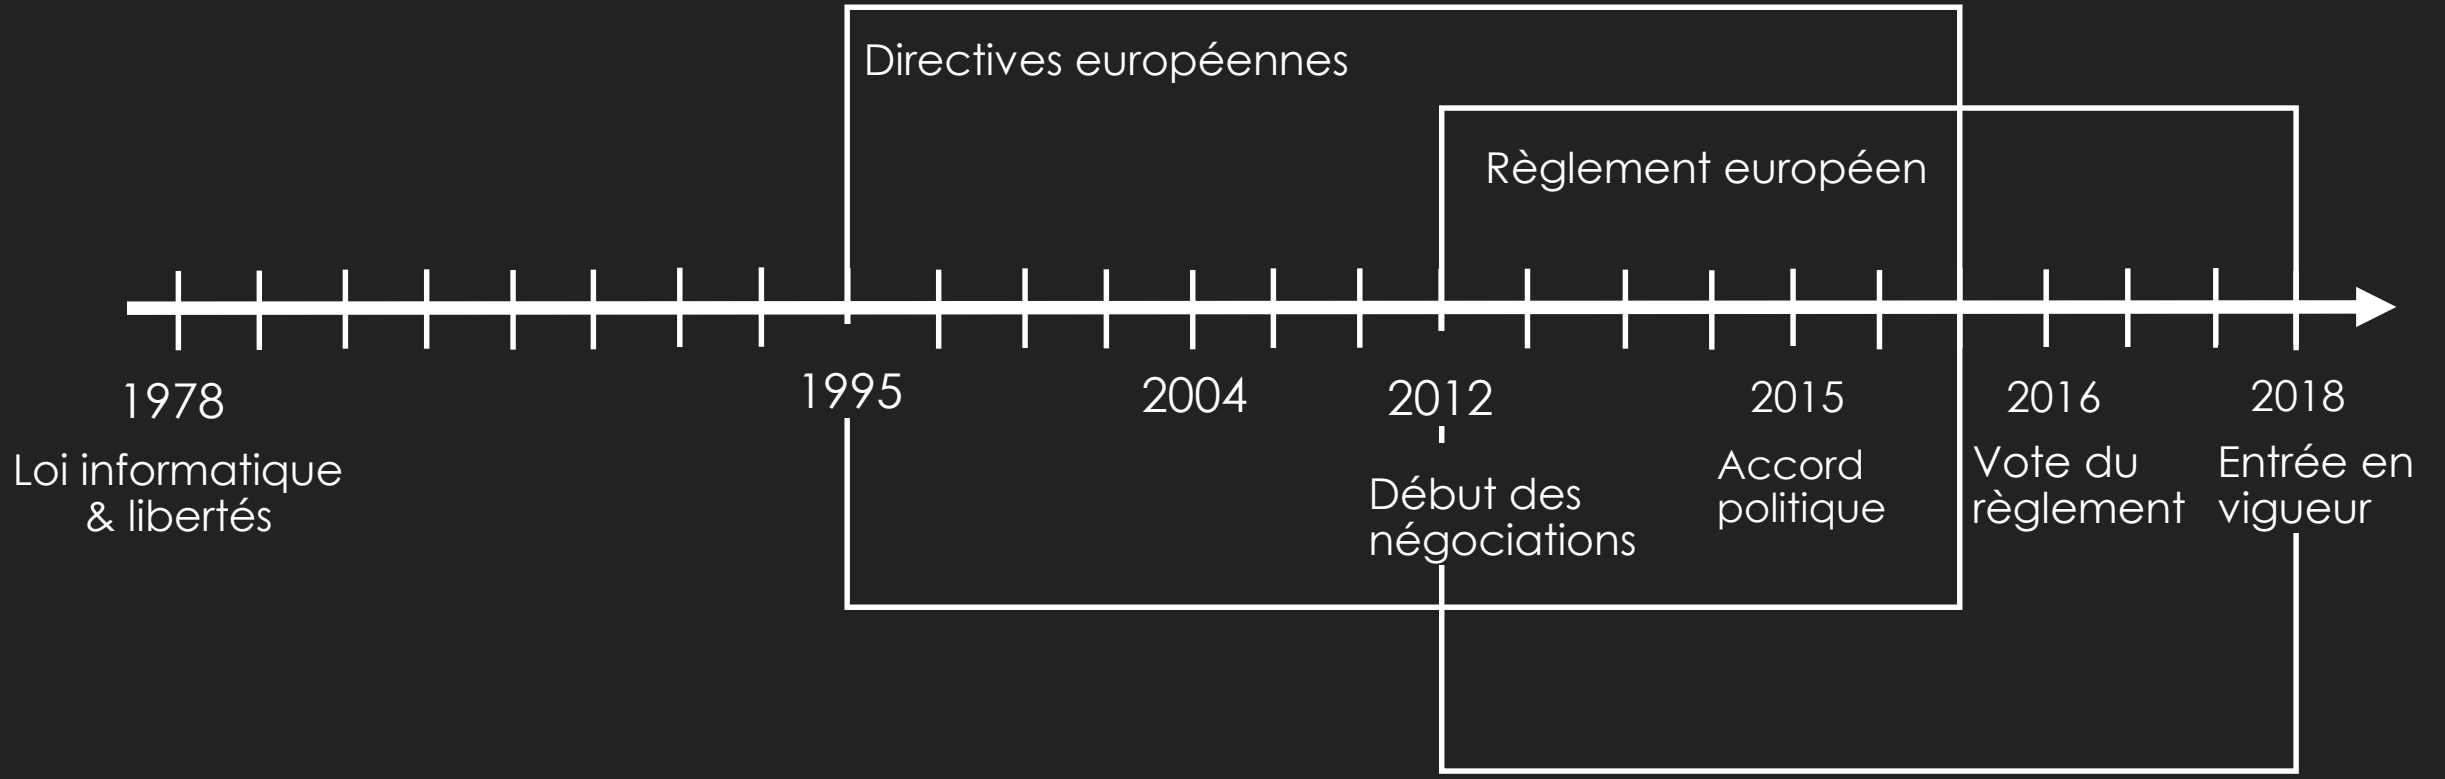 Directives européennes
Règlement européen
1978
1995
2004
2012
2015
2016
2018
Loi informatique
& libertés
Début des
négociations
Accord
politique
Vote du
règlement
Entrée en
vigueur